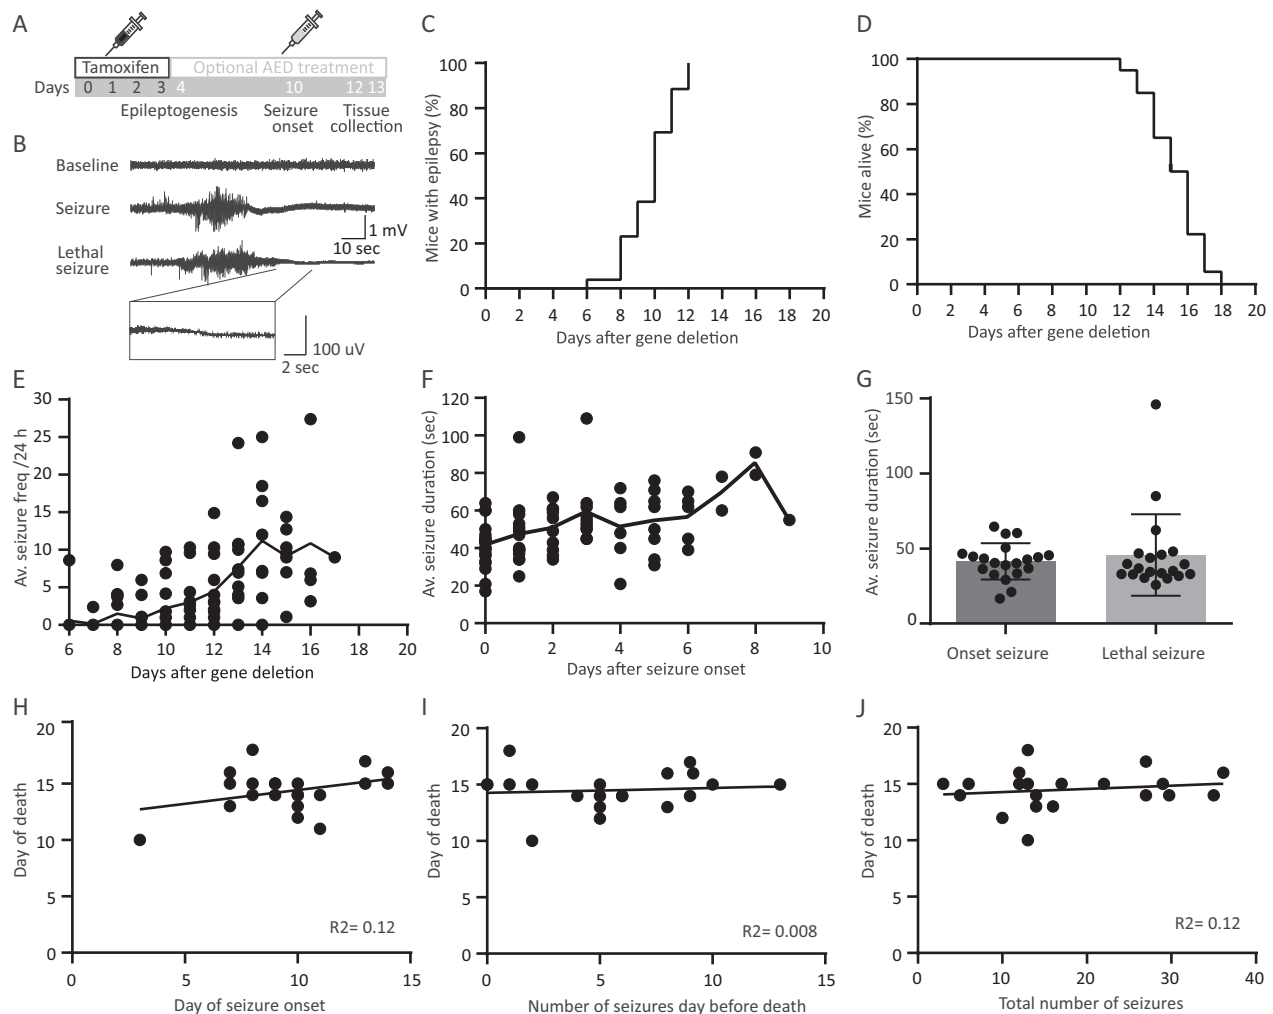 A
Tamoxifen
Optional AED treatment
Days 0 1 2 3 4 10 12 13
Epileptogenesis
Seizure onset
Tissue collection
B
Baseline
Seizure
1 mV
10 sec
Lethal seizure
100 uV
2 sec
C
Mice with epilepsy (%)
100
80
60
40
20
0
0 2 4 6 8 10 12 14 16 18 20
Days after gene deletion
D
Mice alive (%)
100
80
60
40
20
0
0 2 4 6 8 10 12 14 16 18 20
Days after gene deletion
E
Av. seizure freq /24 h
30
25
20
15
10
5
0
6 8 10 12 14 16 18 20
Days after gene deletion
F
Av. seizure duration (sec)
120
100
80
60
40
20
0
0 2 4 6 8 10
Days after seizure onset
G
Av. seizure duration (sec)
150
100
50
0
Onset seizure
Lethal seizure
H
Day of death
20
15
10
5
0
R2= 0.12
0 5 10 15
Day of seizure onset
I
Day of death
20
15
10
5
0
R2= 0.008
0 5 10 15
Number of seizures day before death
J
Day of death
20
15
10
5
0
R2= 0.12
0 10 20 30 40
Total number of seizures